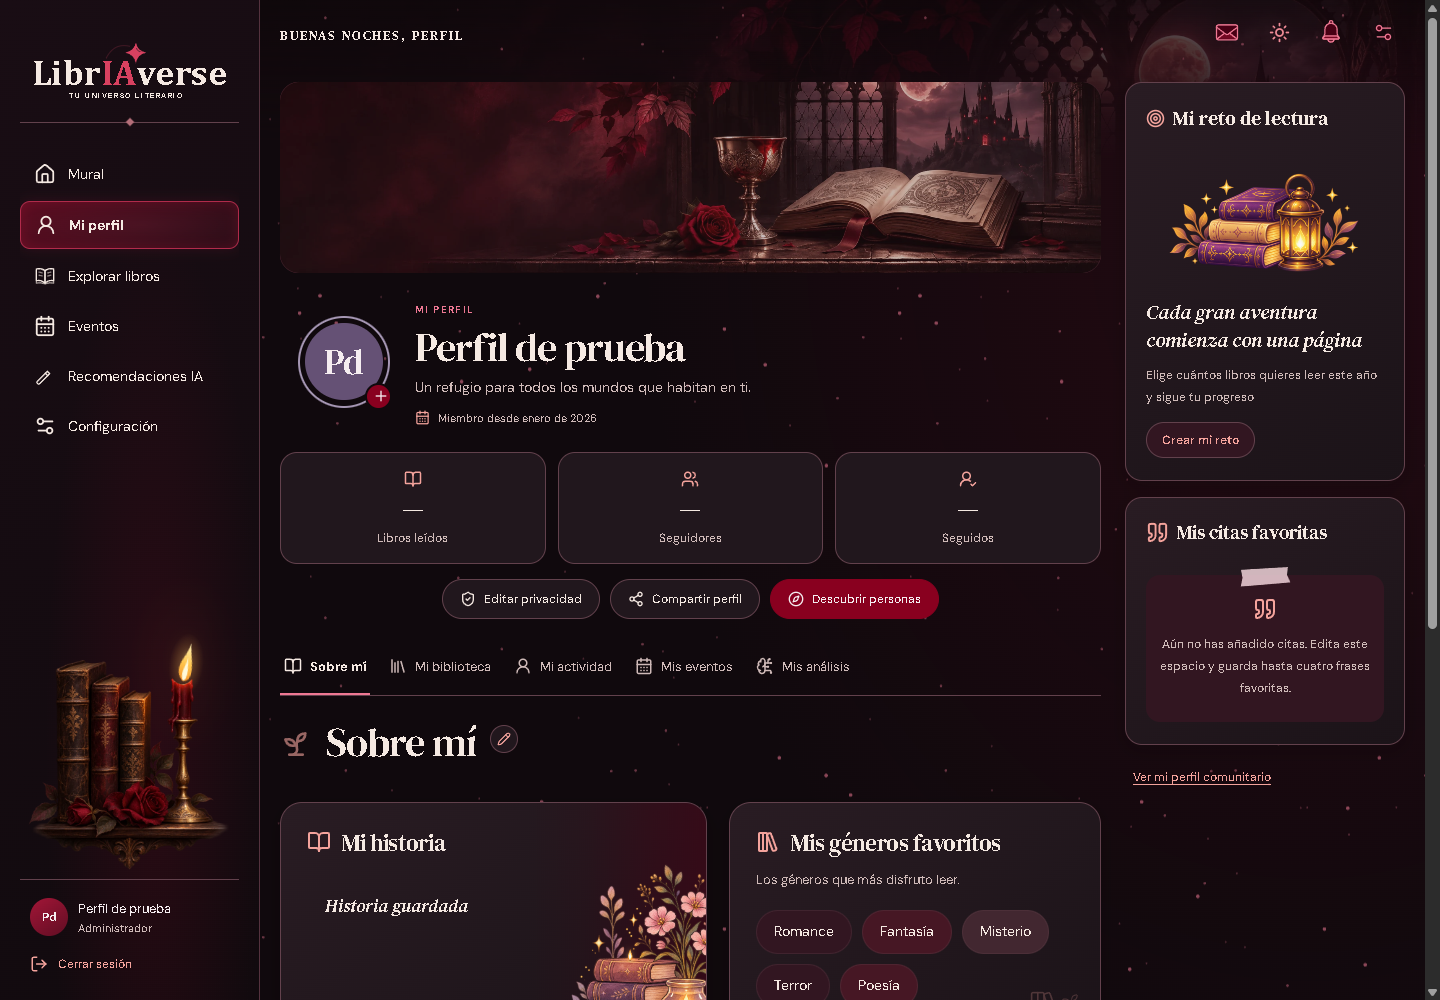 LibrIAverse
TU UNIVERSO LITERARIO
Mural
Mi perfil
Explorar libros
Eventos
Recomendaciones IA
Configuración
Pd
Perfil de prueba
Administrador
Cerrar sesión
BUENAS NOCHES, PERFIL
Pd
MI PERFIL
Perfil de prueba
Un refugio para todos los mundos que habitan en ti.
Miembro desde enero de 2026
—
Libros leídos
—
Seguidores
—
Seguidos
Editar privacidad
Compartir perfil
Descubrir personas
Sobre mí
Mi biblioteca
Mi actividad
Mis eventos
Mis análisis
Sobre mí
Mi historia
Historia guardada
Mis géneros favoritos
Los géneros que más disfruto leer.
Romance
Fantasía
Misterio
Terror
Poesía
Mi reto de lectura
Cada gran aventura
comienza con una página
Elige cuántos libros quieres leer este año
y sigue tu progreso
Crear mi reto
Mis citas favoritas
Aún no has añadido citas. Edita este
espacio y guarda hasta cuatro frases
favoritas.
Ver mi perfil comunitario